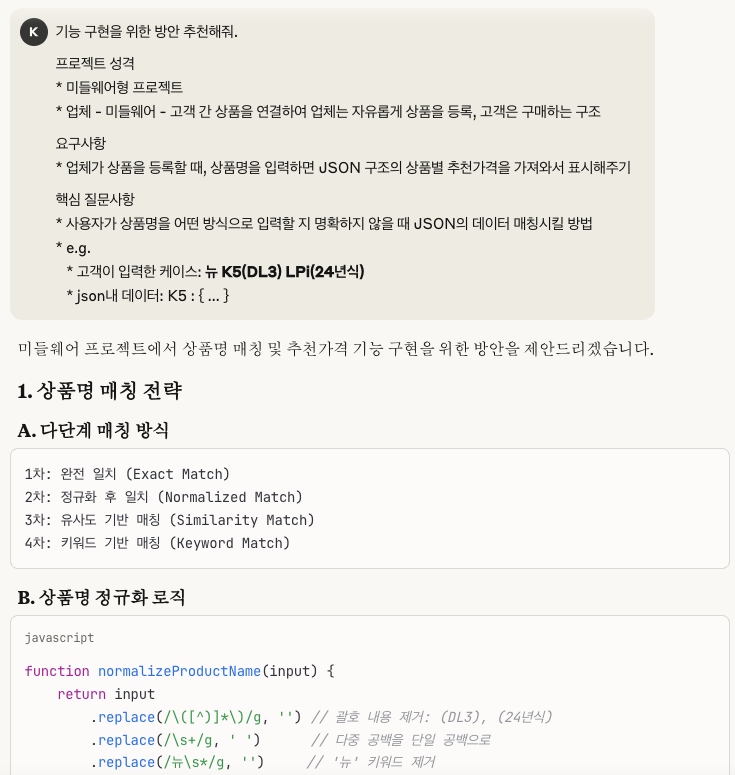 K
기능 구현을 위한 방안 추천해줘.
프로젝트 성격
* 미들웨어형 프로젝트
* 업체 - 미들웨어 - 고객 간 상품을 연결하여 업체는 자유롭게 상품을 등록, 고객은 구매하는 구조
요구사항
* 업체가 상품을 등록할 때, 상품명을 입력하면 JSON 구조의 상품별 추천가격을 가져와서 표시해주기
핵심 질문사항
* 사용자가 상품명을 어떤 방식으로 입력할 지 명확하지 않을 때 JSON의 데이터 매칭시킬 방법
* e.g.
* 고객이 입력한 케이스: 뉴 K5(DL3) LPi(24년식)
* json내 데이터: K5 : { ... }
미들웨어 프로젝트에서 상품명 매칭 및 추천가격 기능 구현을 위한 방안을 제안드리겠습니다.
1. 상품명 매칭 전략
A. 다단계 매칭 방식
1차: 완전 일치 (Exact Match)
2차: 정규화 후 일치 (Normalized Match)
3차: 유사도 기반 매칭 (Similarity Match)
4차: 키워드 기반 매칭 (Keyword Match)
B. 상품명 정규화 로직
javascript
function normalizeProductName(input) {
return input
.replace(/\([^)]*\)/g, '') // 괄호 내용 제거: (DL3), (24년식)
.replace(/\s+/g, ' ') // 다중 공백을 단일 공백으로
.replace(/뉴\s*/g, '') // '뉴' 키워드 제거